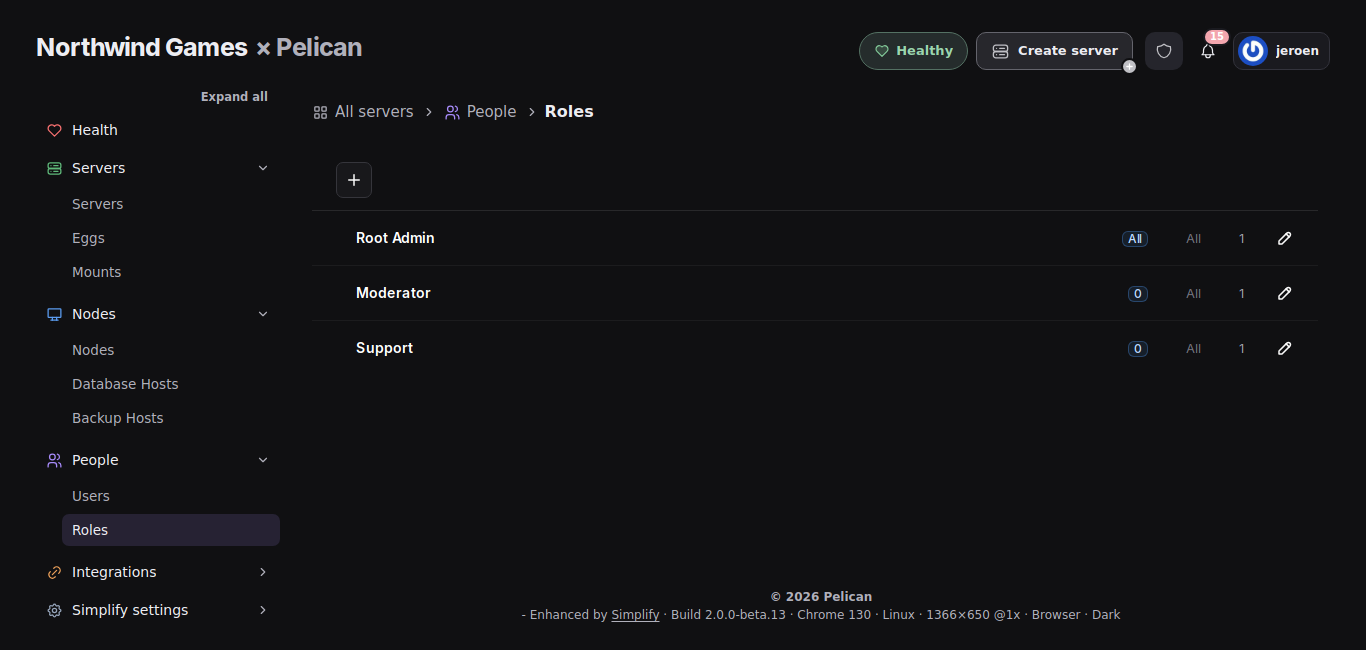 Northwind Games × Pelican
Healthy
Create server
15
jeroen
Expand all
Health
Servers
Servers
Eggs
Mounts
Nodes
Nodes
Database Hosts
Backup Hosts
People
Users
Roles
Integrations
Simplify settings
All servers > People > Roles
Root Admin All All 1
Moderator 0 All 1
Support 0 All 1
© 2026 Pelican
- Enhanced by Simplify · Build 2.0.0-beta.13 · Chrome 130 · Linux · 1366×650 @1x · Browser · Dark